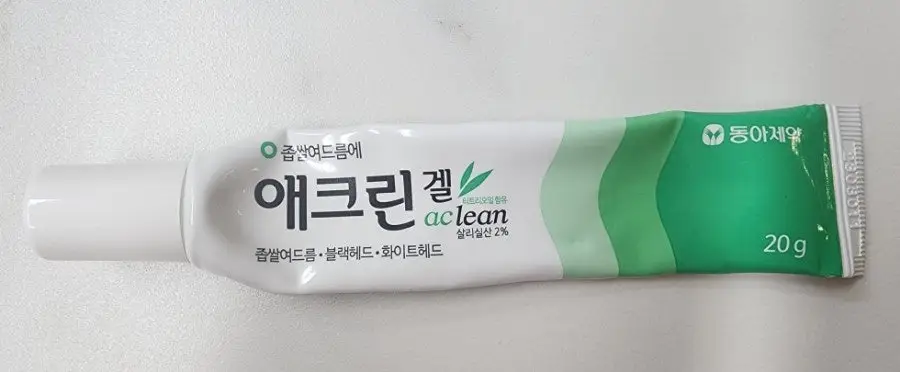 좁쌀여드름에
애크린 겔
티트리오일 함유
aclean
살리실산 2%
좁쌀여드름·블랙헤드·화이트헤드
동아제약
20 g